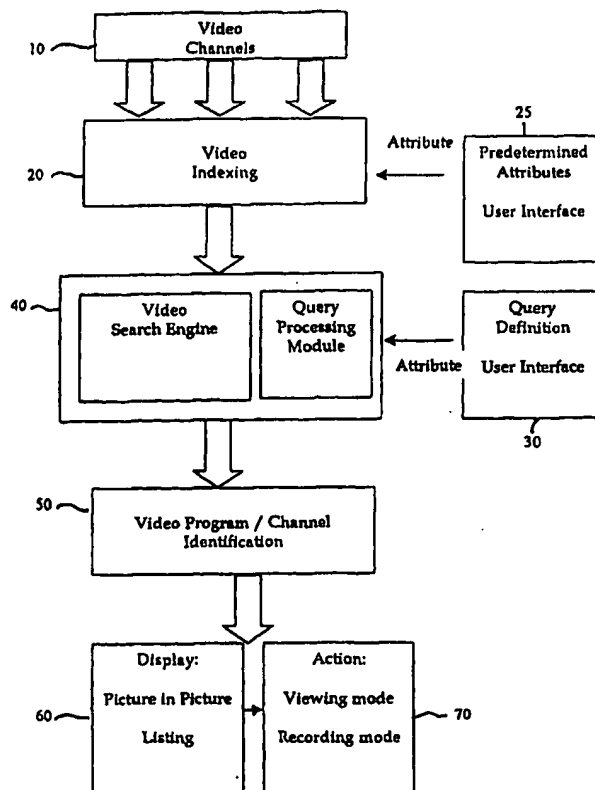 10
Video
Channels
20
Video
Indexing
Attribute
25
Predetermined
Attributes
User Interface
40
Video
Search Engine
Query
Processing
Module
Attribute
Query
Definition
User Interface
30
50
Video Program / Channel
Identification
60
Display:
Picture in Picture
Listing
Action:
Viewing mode
Recording mode
70